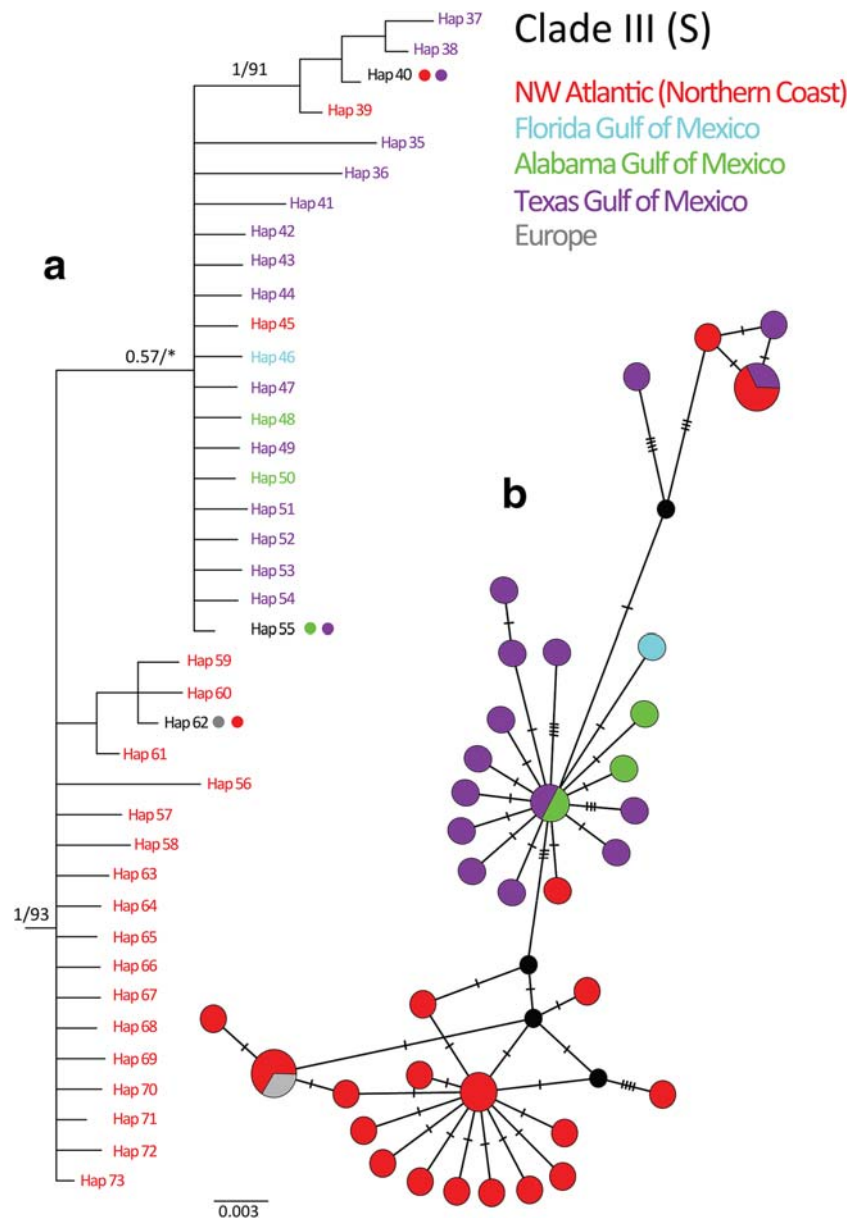 Clade III (S)
NW Atlantic (Northern Coast)
Florida Gulf of Mexico
Alabama Gulf of Mexico
Texas Gulf of Mexico
Europe
a
1/91
Hap 37
Hap 38
Hap 40
Hap 39
Hap 35
Hap 36
Hap 41
Hap 42
Hap 43
Hap 44
Hap 45
0.57/*
Hap 46
Hap 47
Hap 48
Hap 49
Hap 50
Hap 51
Hap 52
Hap 53
Hap 54
Hap 55
Hap 59
Hap 60
Hap 62
Hap 61
Hap 56
Hap 57
Hap 58
Hap 63
Hap 64
1/93
Hap 65
Hap 66
Hap 67
Hap 68
Hap 69
Hap 70
Hap 71
Hap 72
Hap 73
0.003
b